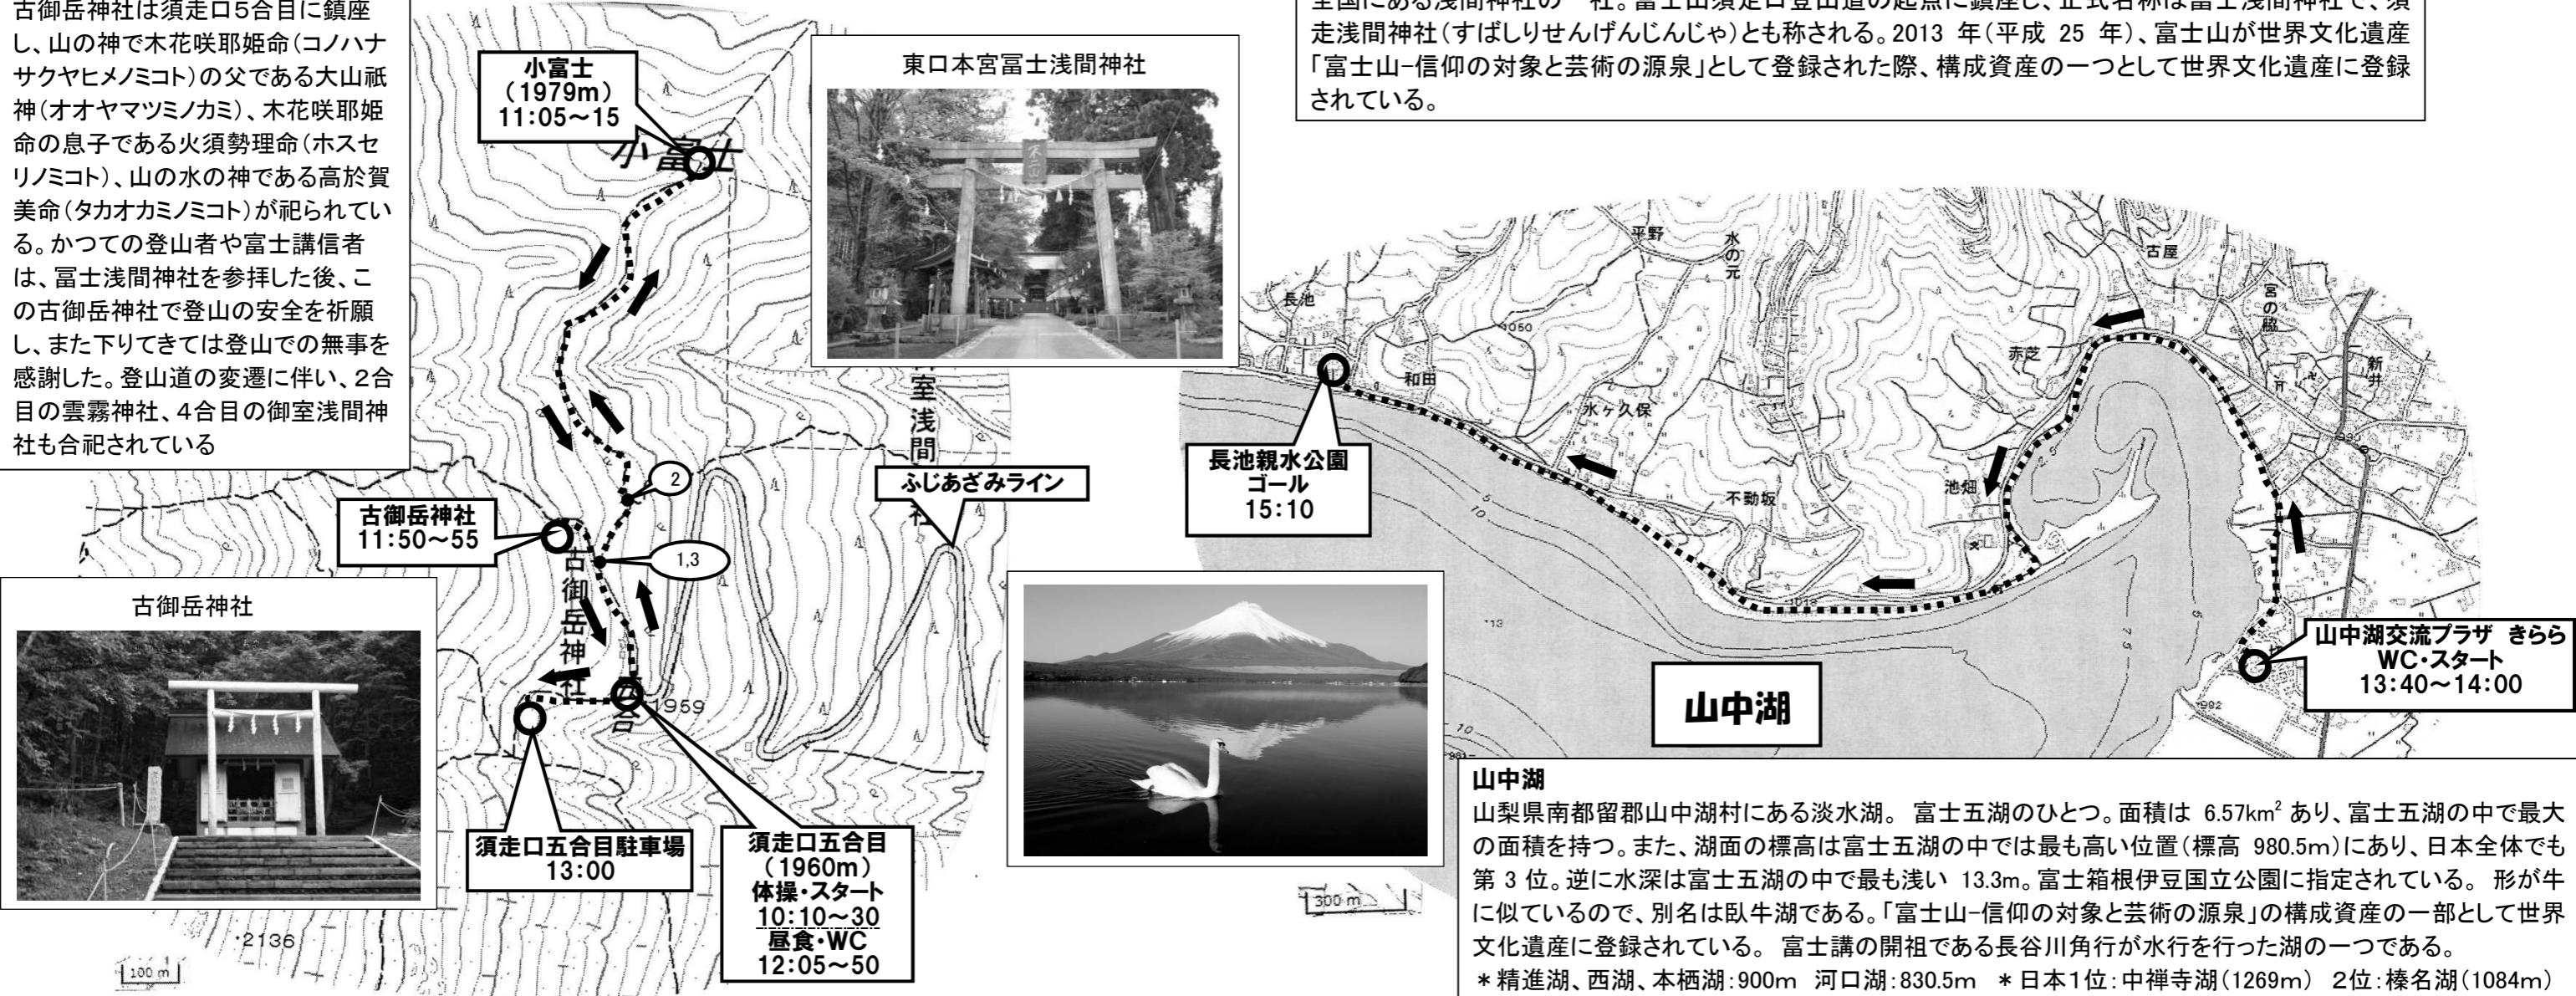 古御岳神社は須走口5合目に鎮座
し、山の神で木花咲耶姫命(コノハナ
サクヤヒメノミコト)の父である大山祇
神(オオヤマツミノカミ)、木花咲耶姫
命の息子である火須勢理命(ホスセ
リノミコト)、山の水の神である高於賀
美命(タカオカミノミコト)が祀られてい
る。かつての登山者や富士講信者
は、冨士浅間神社を参拝した後、こ
の古御岳神社で登山の安全を祈願
し、また下りてきては登山での無事を
感謝した。登山道の変遷に伴い、2合
目の雲霧神社、4合目の御室浅間神
社も合祀されている
小富士
(1979m)
11:05~15
小富士
東口本宮冨士浅間神社
不二山
走浅間神社(すばしりせんげんじんじゃ)とも称される。2013 年(平成 25 年)、富士山が世界文化遺産
「富士山-信仰の対象と芸術の源泉」として登録された際、構成資産の一つとして世界文化遺産に登録
されている。
室浅間
社
ふじあざみライン
2
1,3
古御岳神社
11:50~55
古御岳神社
古御岳神社
合
1959
須走口五合目駐車場
13:00
須走口五合目
(1960m)
体操・スタート
10:10~30
昼食・WC
12:05~50
・2136
100 m
平野
水の元
古屋
宮の脇
長池
1050
和田
赤芝
新井
水ヶ久保
不動坂
池畑
長池親水公園
ゴール
15:10
5
10
13
山中湖
山中湖交流プラザ きらら
WC・スタート
13:40~14:00
982
10
981
300 m
山中湖
山梨県南都留郡山中湖村にある淡水湖。 富士五湖のひとつ。面積は 6.57km² あり、富士五湖の中で最大
の面積を持つ。また、湖面の標高は富士五湖の中では最も高い位置(標高 980.5m)にあり、日本全体でも
第 3 位。逆に水深は富士五湖の中で最も浅い 13.3m。富士箱根伊豆国立公園に指定されている。 形が牛
に似ているので、別名は臥牛湖である。「富士山-信仰の対象と芸術の源泉」の構成資産の一部として世界
文化遺産に登録されている。 富士講の開祖である長谷川角行が水行を行った湖の一つである。
*精進湖、西湖、本栖湖:900m 河口湖:830.5m *日本1位:中禅寺湖(1269m) 2位:榛名湖(1084m)